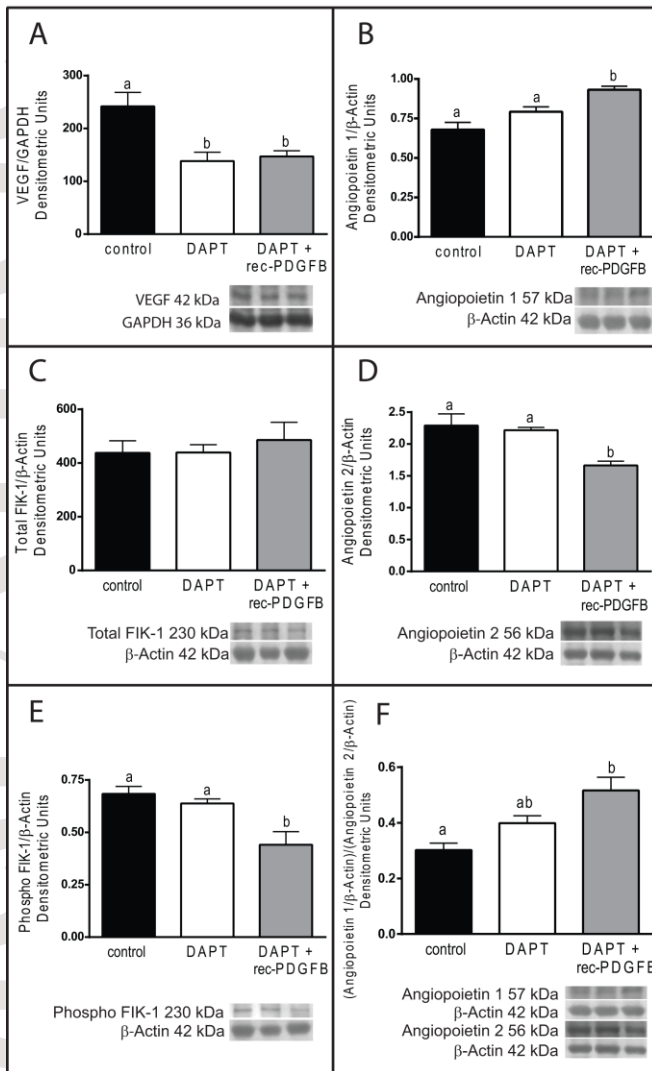 A
VEGF/GAPDH
Densitometric Units
300
200
100
0
a
b
b
control
DAPT
DAPT +
rec-PDGFB
VEGF 42 kDa
GAPDH 36 kDa
B
Angiopoietin 1/β-Actin
Densitometric Units
1.00
0.75
0.50
0.25
0.00
a
a
b
control
DAPT
DAPT +
rec-PDGFB
Angiopoietin 1 57 kDa
β-Actin 42 kDa
C
Total FlK-1/β-Actin
Densitometric Units
600
400
200
0
control
DAPT
DAPT +
rec-PDGFB
Total FIK-1 230 kDa
β-Actin 42 kDa
D
Angiopoietin 2/β-Actin
Densitometric Units
2.5
2.0
1.5
1.0
0.5
0.0
a
a
b
control
DAPT
DAPT +
rec-PDGFB
Angiopoietin 2 56 kDa
β-Actin 42 kDa
E
Phospho FIK-1/β-Actin
Densitometric Units
0.75
0.50
0.25
0.00
a
a
b
control
DAPT
DAPT +
rec-PDGFB
Phospho FIK-1 230 kDa
β-Actin 42 kDa
F
(Angiopoietin 1/β-Actin)/(Angiopoietin 2/β-Actin)
Densitometric Units
0.6
0.4
0.2
0.0
a
ab
b
control
DAPT
DAPT +
rec-PDGFB
Angiopoietin 1 57 kDa
β-Actin 42 kDa
Angiopoietin 2 56 kDa
β-Actin 42 kDa